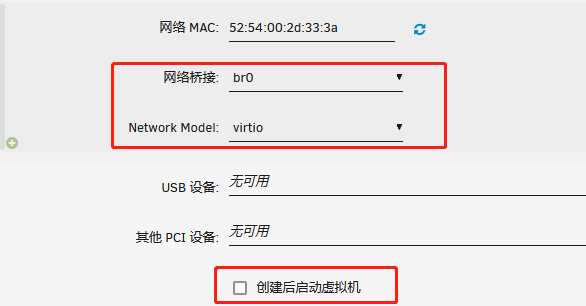 网络 MAC: 52:54:00:2d:33:3a
网络桥接: br0
Network Model: virtio
USB 设备: 无可用
其他 PCI 设备: 无可用
创建后启动虚拟机